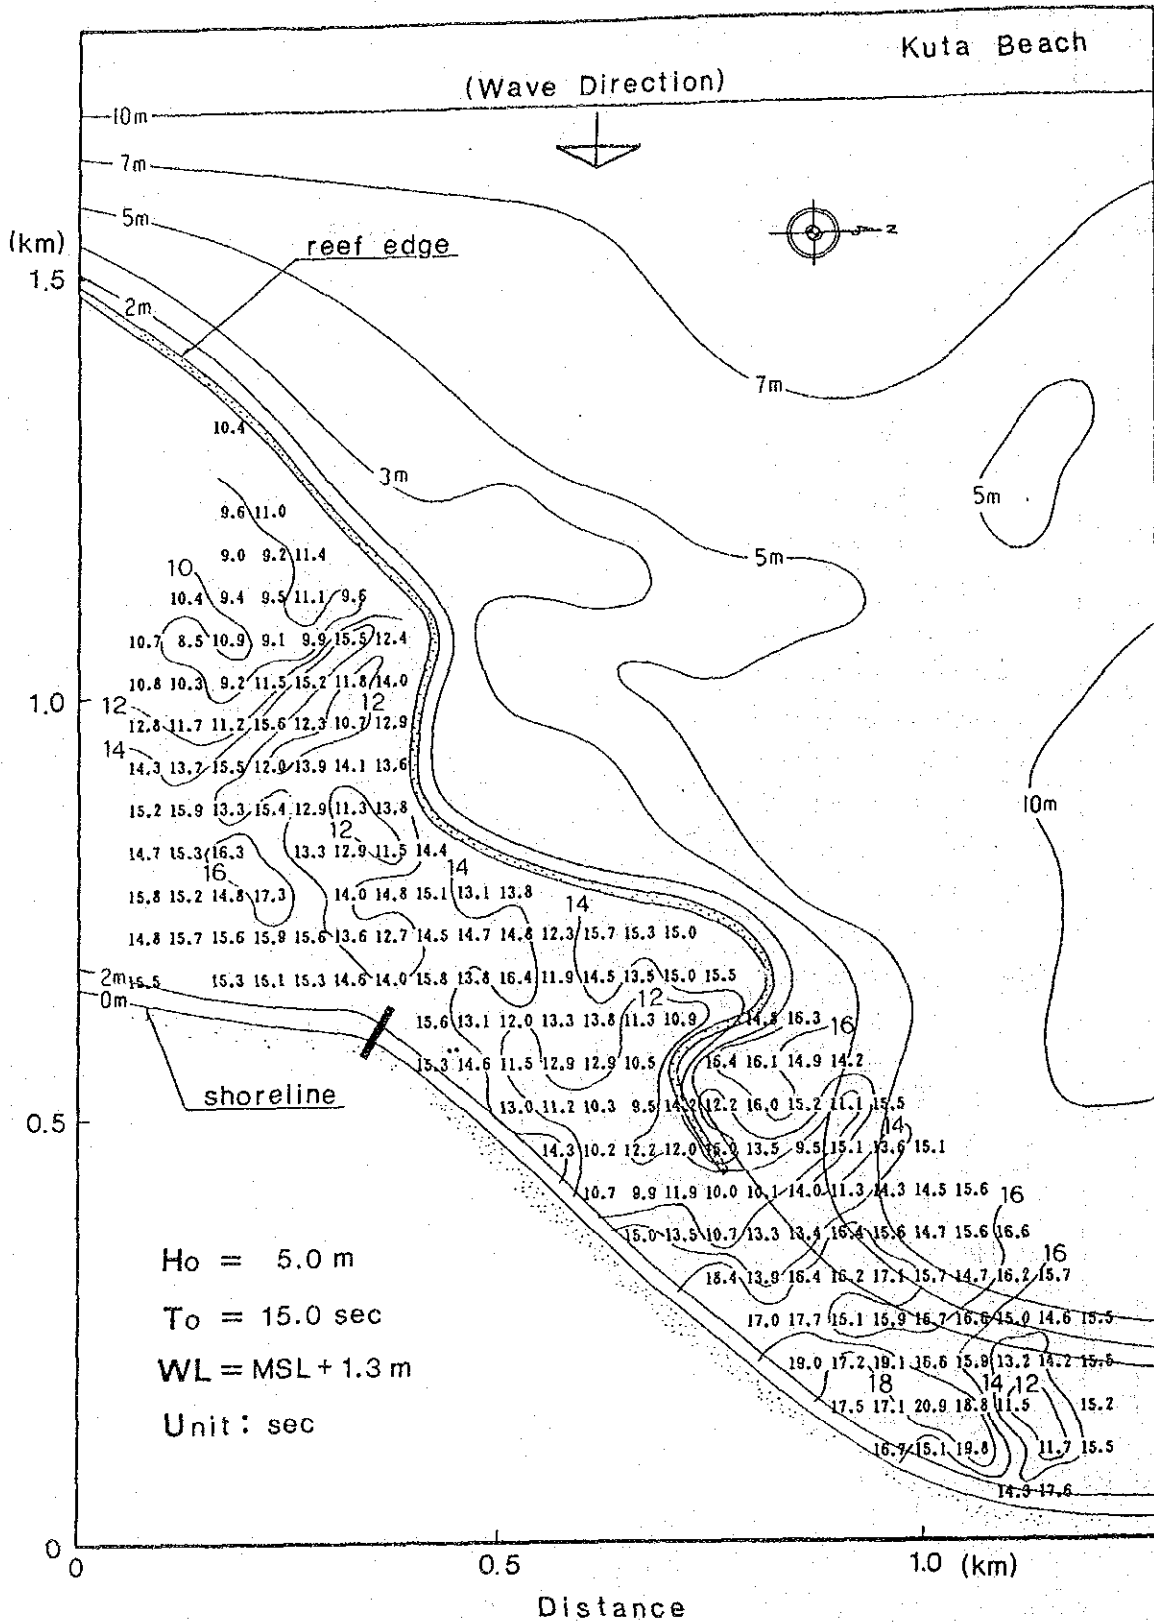 Kuta Beach
(Wave Direction)
10m
7m
5m
(km)
reef edge
N
1.5
2m
7m
10.4
3m
5m
9.6 11.0
9.0 9.2 11.4
5m
10
10.4 9.4 9.5 11.1 9.6
10.7 8.5 10.9 9.1 9.9 15.5 12.4
10.8 10.3 9.2 11.5 15.2 11.8 14.0
1.0
12
12
12.8 11.7 11.2 15.6 12.3 10.7 12.9
14
14.3 13.7 15.5 12.0 13.9 14.1 13.6
15.2 15.9 13.3 15.4 12.9 11.3 13.8
10m
12
14.7 15.3 16.3 13.3 12.9 11.5 14.4
16
14
15.8 15.2 14.8 17.3 14.0 14.8 15.1 13.1 13.8
14
14.8 15.7 15.6 15.9 15.6 13.6 12.7 14.5 14.7 14.8 12.3 15.7 15.3 15.0
2m
15.5 15.3 15.1 15.3 14.6 14.0 15.8 13.8 16.4 11.9 14.5 13.5 15.0 15.5
0m
12
15.6 13.1 12.0 13.3 13.8 11.3 10.9 14.8 16.3
16
15.3 14.6 11.5 12.9 12.9 10.5 15.4 16.1 14.9 14.2
shoreline
13.0 11.2 10.3 9.5 14.2 12.2 16.0 15.2 11.1 15.5
0.5
14
14.3 10.2 12.2 12.0 15.0 13.5 9.5 15.1 13.6 15.1
10.7 9.9 11.9 10.0 10.1 14.0 11.3 14.3 14.5 15.6
16
15.0 13.5 10.7 13.3 13.4 16.4 15.6 14.7 15.6 16.6
16
Ho = 5.0 m
15.4 13.9 16.4 16.2 17.1 15.7 14.7 16.2 15.7
To = 15.0 sec
17.0 17.7 15.1 15.9 16.7 16.6 15.0 14.6 15.5
WL = MSL + 1.3 m
19.0 17.2 19.1 16.6 15.9 13.2 14.2 15.5
18
14
12
17.5 17.1 20.9 18.8 11.5 15.2
Unit : sec
16.7 15.1 19.8 11.7 15.5
14.3 17.6
0
0
0.5
1.0
(km)
Distance